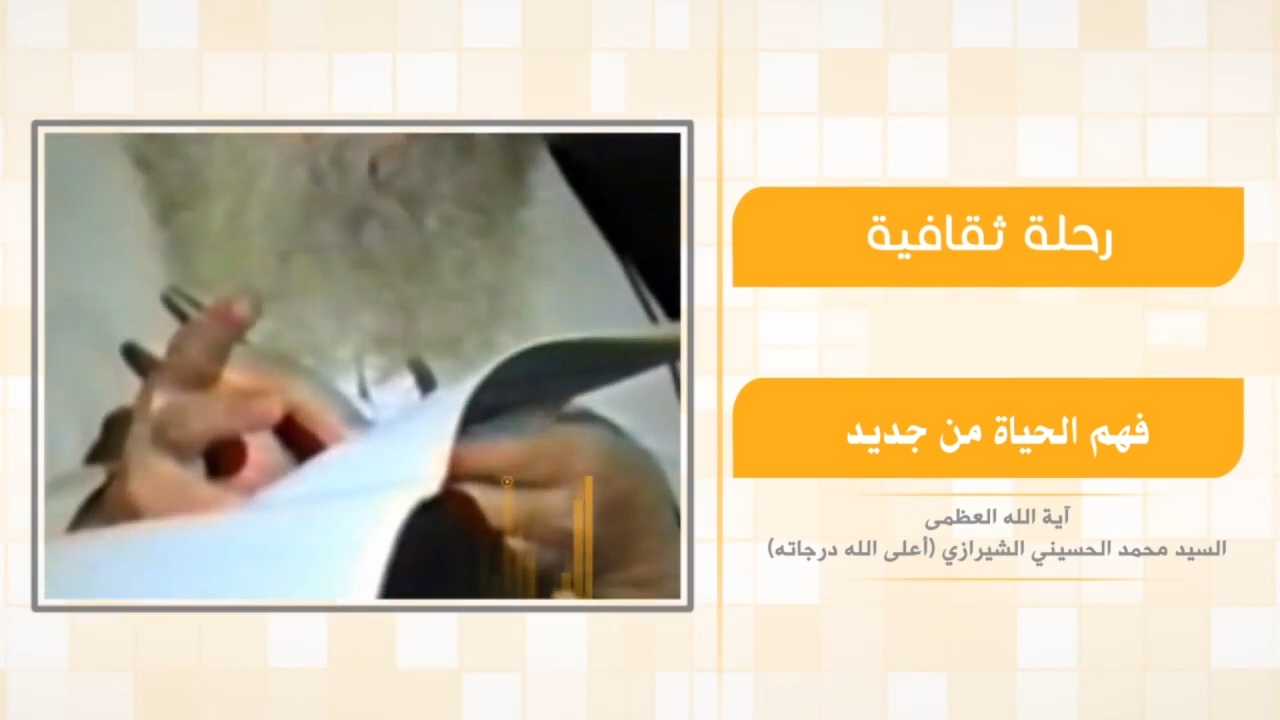 رحلة ثقافية
فهم الحياة من جديد
آية الله العظمى
السيد محمد الحسيني الشيرازي (أعلى الله درجاته)